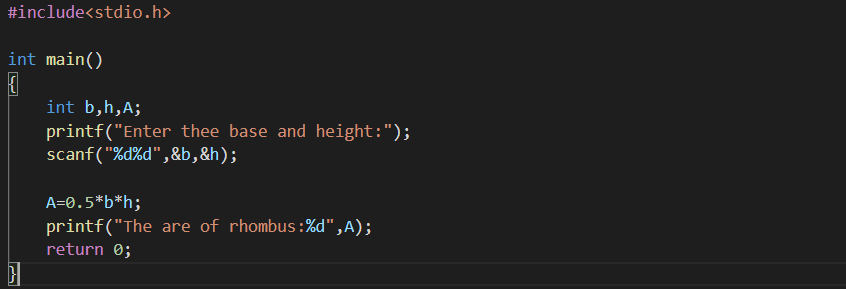 #include<stdio.h>
int main()
{
int b,h,A;
printf("Enter thee base and height:");
scanf("%d%d",&b,&h);
A=0.5*b*h;
printf("The are of rhombus:%d",A);
return 0;
}